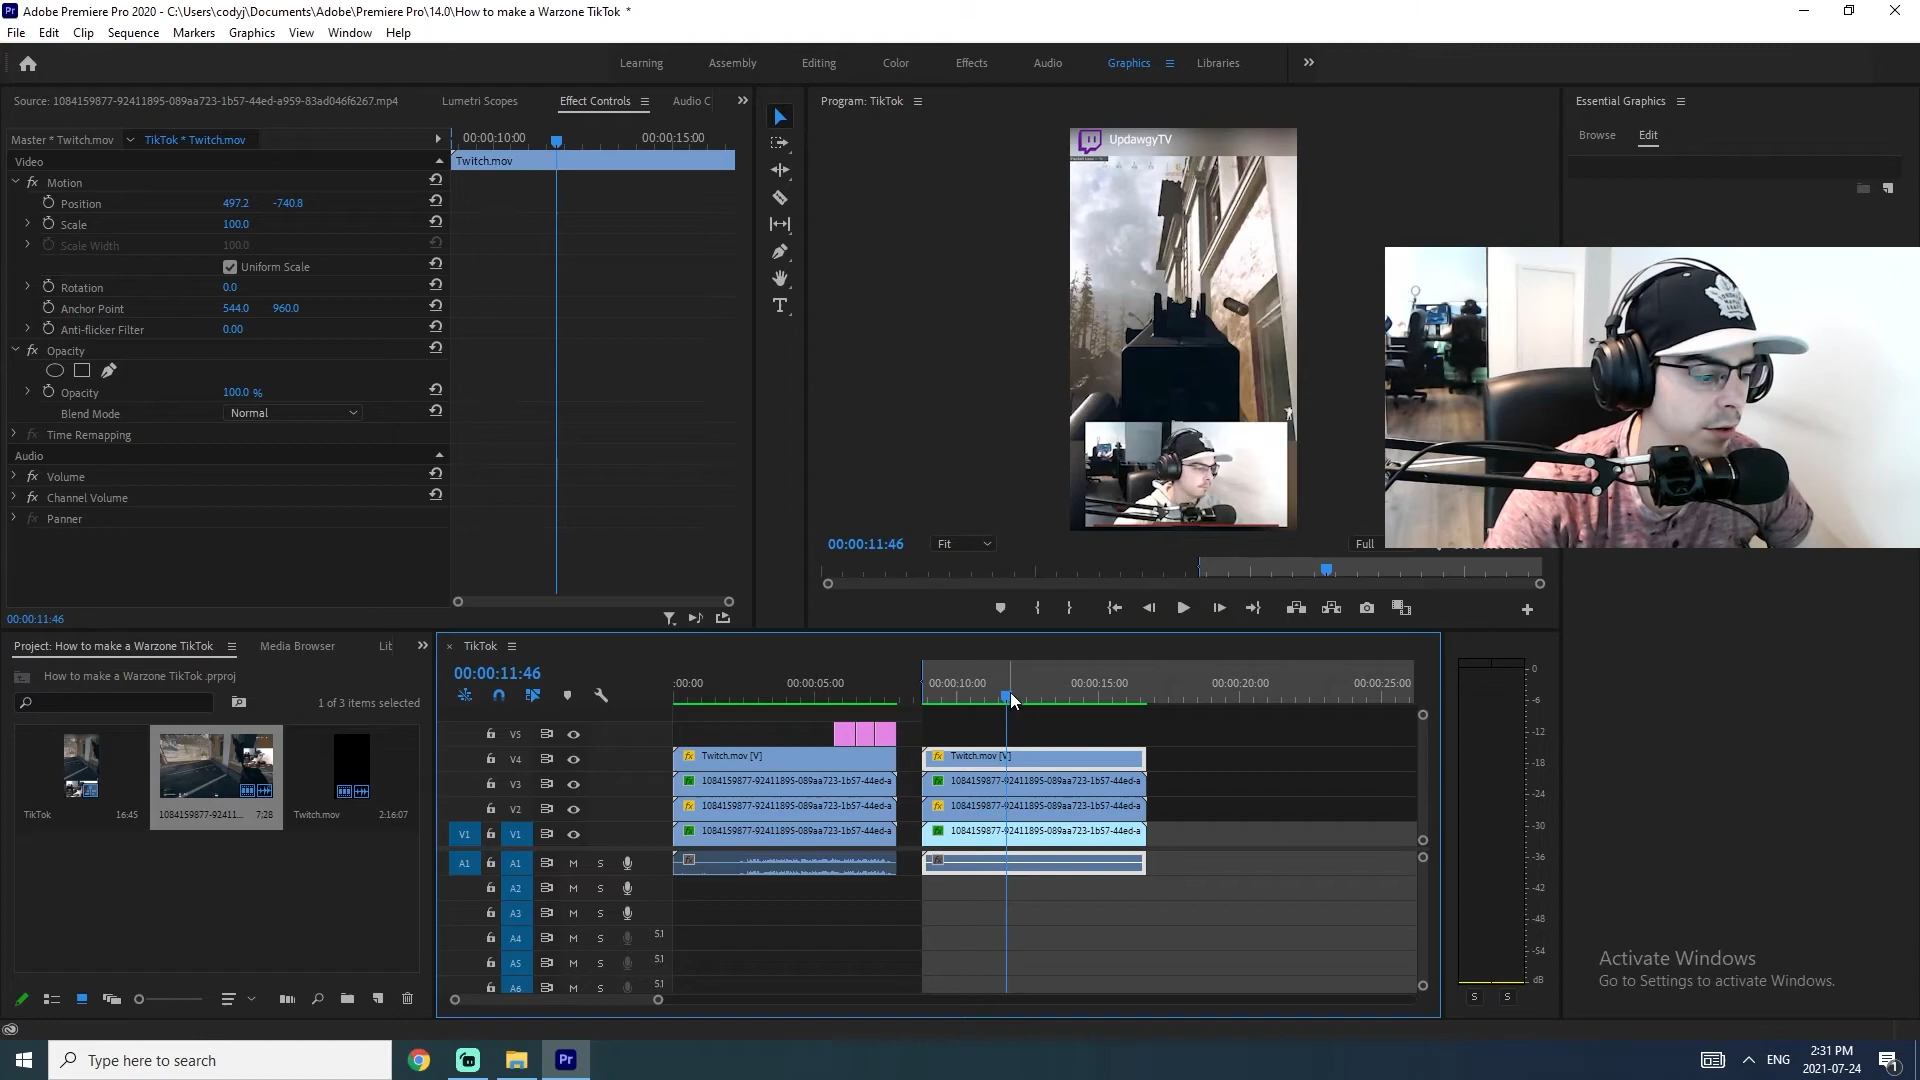 Adobe Premiere Pro 2020 - C:\Users\codyj\Documents\Adobe\Premiere Pro\14.0\How to make a Warzone TikTok *
File Edit Clip Sequence Markers Graphics View Window Help
Learning Assembly Editing Color Effects Audio Graphics Libraries
Source: 1084159877-92411895-089aa723-1b57-44ed-a959-83ad046f6267.mp4 Lumetri Scopes Effect Controls Audio C
Program: TikTok
Essential Graphics
Browse Edit
Master * Twitch.mov TikTok * Twitch.mov
00:00:10:00 00:00:15:00
Video
Twitch.mov
Motion
Position 497.2 -740.8
Scale 100.0
Scale Width 100.0
Uniform Scale
Rotation 0.0
Anchor Point 544.0 960.0
Anti-flicker Filter 0.00
Opacity
Opacity 100.0 %
Blend Mode Normal
Time Remapping
Audio
Volume
Channel Volume
Panner
00:00:11:46
UpdawgyTV
00:00:11:46 Fit Full
Project: How to make a Warzone TikTok Media Browser Lit
How to make a Warzone TikTok .prproj
1 of 3 items selected
TikTok 16:45
1084159877-92411... 7:28
Twitch.mov 2:16:07
TikTok
00:00:11:46
:00:00 00:00:05:00 00:00:10:00 00:00:15:00 00:00:20:00 00:00:25:00
V5
V4 Twitch.mov [V] Twitch.mov [V]
V3 1084159877-92411895-089aa723-1b57-44ed-a 1084159877-92411895-089aa723-1b57-44ed-a
V2 1084159877-92411895-089aa723-1b57-44ed-a 1084159877-92411895-089aa723-1b57-44ed-a
V1 V1 1084159877-92411895-089aa723-1b57-44ed-a 1084159877-92411895-089aa723-1b57-44ed-a
A1 A1 M S
A2 M S
A3 M S
A4 M S 5.1
A5 M S 5.1
A6 M S 5.1
0
-6
-12
-18
-24
-30
-36
-42
-48
-54
dB
S S
Activate Windows
Go to Settings to activate Windows.
Type here to search
Pr
ENG
2:31 PM
2021-07-24
1